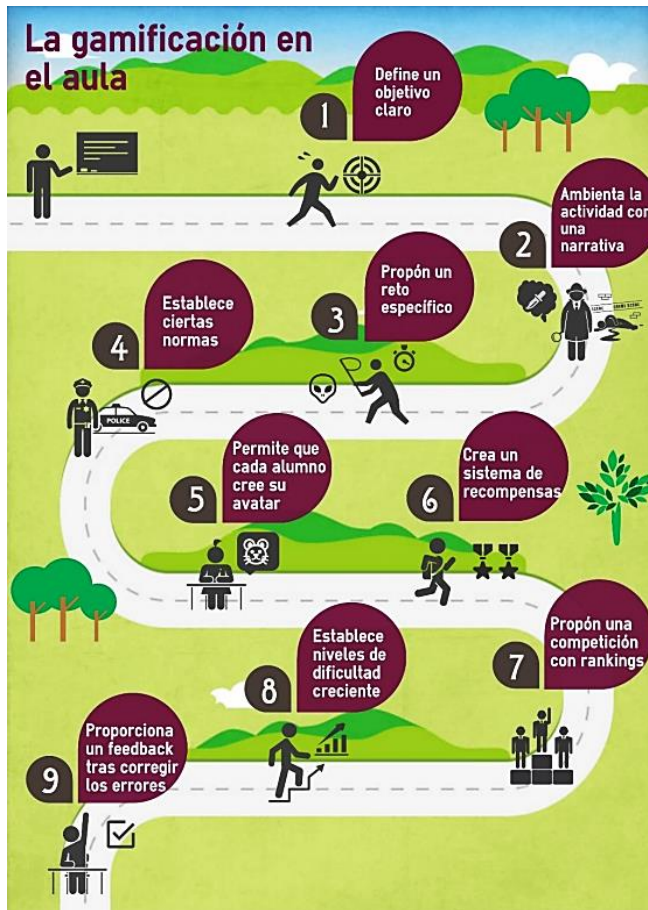 La gamificación en
el aula
1
Define un
objetivo
claro
2
Ambienta la
actividad con
una
narrativa
3
Propón un
reto
específico
4
Establece
ciertas
normas
POLICE
5
Permite que
cada alumno
cree su
avatar
6
Crea un
sistema de
recompensas
7
Propón una
competición
con rankings
8
Establece
niveles de
dificultad
creciente
9
Proporciona
un feedback
tras corregir
los errores